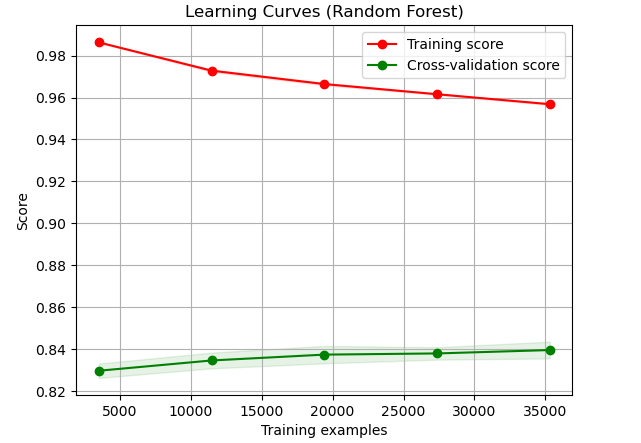 Learning Curves (Random Forest)
Training score
Cross-validation score
0.98
0.96
0.94
0.92
0.90
0.88
0.86
0.84
0.82
Score
5000 10000 15000 20000 25000 30000 35000
Training examples